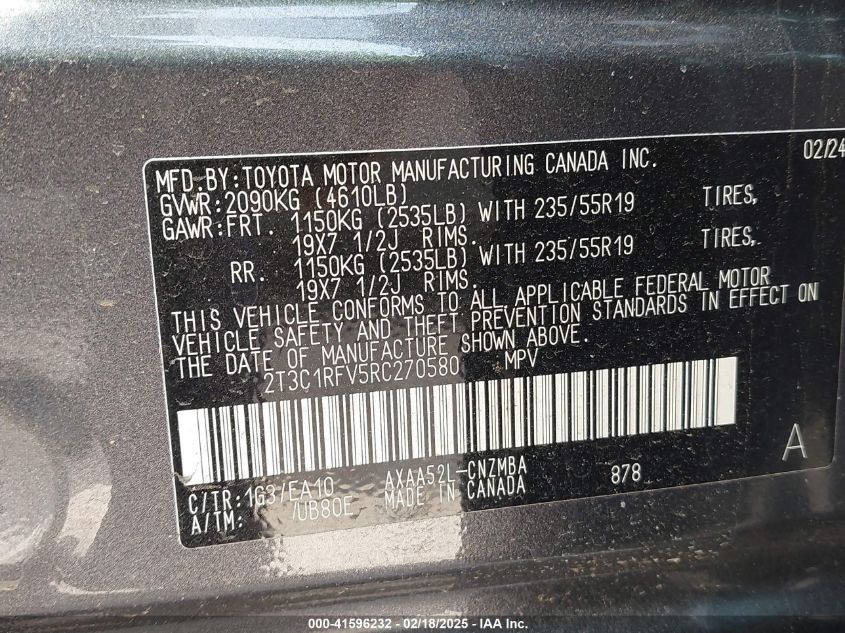 MFD.BY:TOYOTA MOTOR MANUFACTURING CANADA INC. 02/24
GVWR:2090KG (4610LB)
GAWR:FRT. 1150KG (2535LB) WITH 235/55R19 TIRES,
19X7 1/2J RIMS.
RR. 1150KG (2535LB) WITH 235/55R19 TIRES,.
19X7 1/2J RIMS.
THIS VEHICLE CONFORMS TO ALL APPLICABLE FEDERAL MOTOR
VEHICLE SAFETY AND THEFT PREVENTION STANDARDS IN EFFECT ON
THE DATE OF MANUFACTURE SHOWN ABOVE.
2T3C1RFV5RC270580 MPV
A
C/TR:1G3/EA10 AXAA52L-CNZMBA 878
A/TM: /UB80E MADE IN CANADA
000-41596232 - 02/18/2025 - IAA Inc.